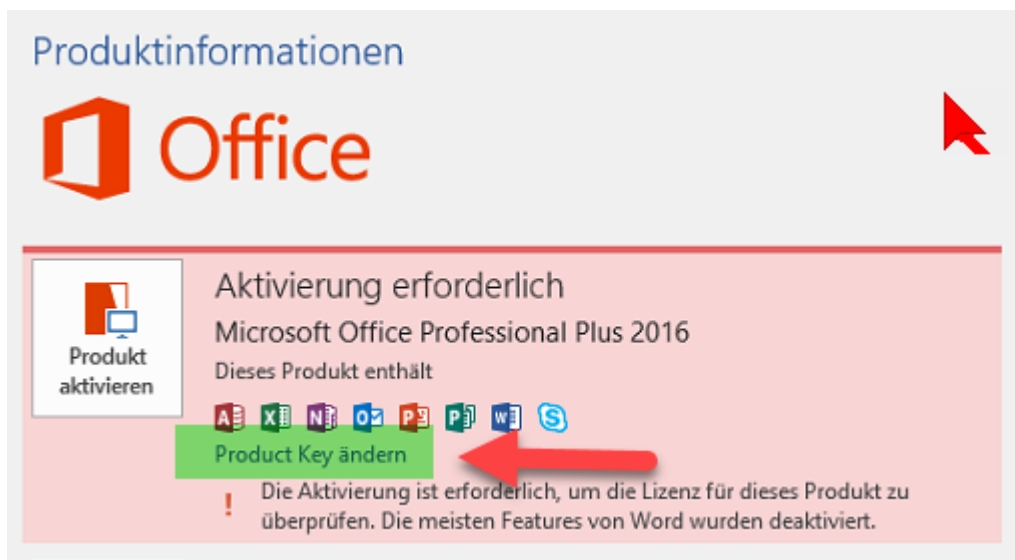 Produktinformationen
Office
Aktivierung erforderlich
Microsoft Office Professional Plus 2016
Produkt
aktivieren
Dieses Produkt enthält
Product Key ändern
! Die Aktivierung ist erforderlich, um die Lizenz für dieses Produkt zu
überprüfen. Die meisten Features von Word wurden deaktiviert.